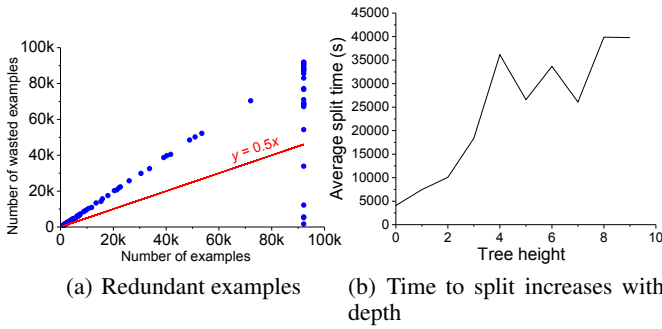 (a)
100k
80k
60k
40k
20k
0
Number of wasted examples
y = 0.5x
0 20k 40k 60k 80k 100k
Number of examples
(a) Redundant examples
(b)
45000
40000
35000
30000
25000
20000
15000
10000
5000
0
Average split time (s)
0 2 4 6 8 10
Tree height
(b) Time to split increases with
depth